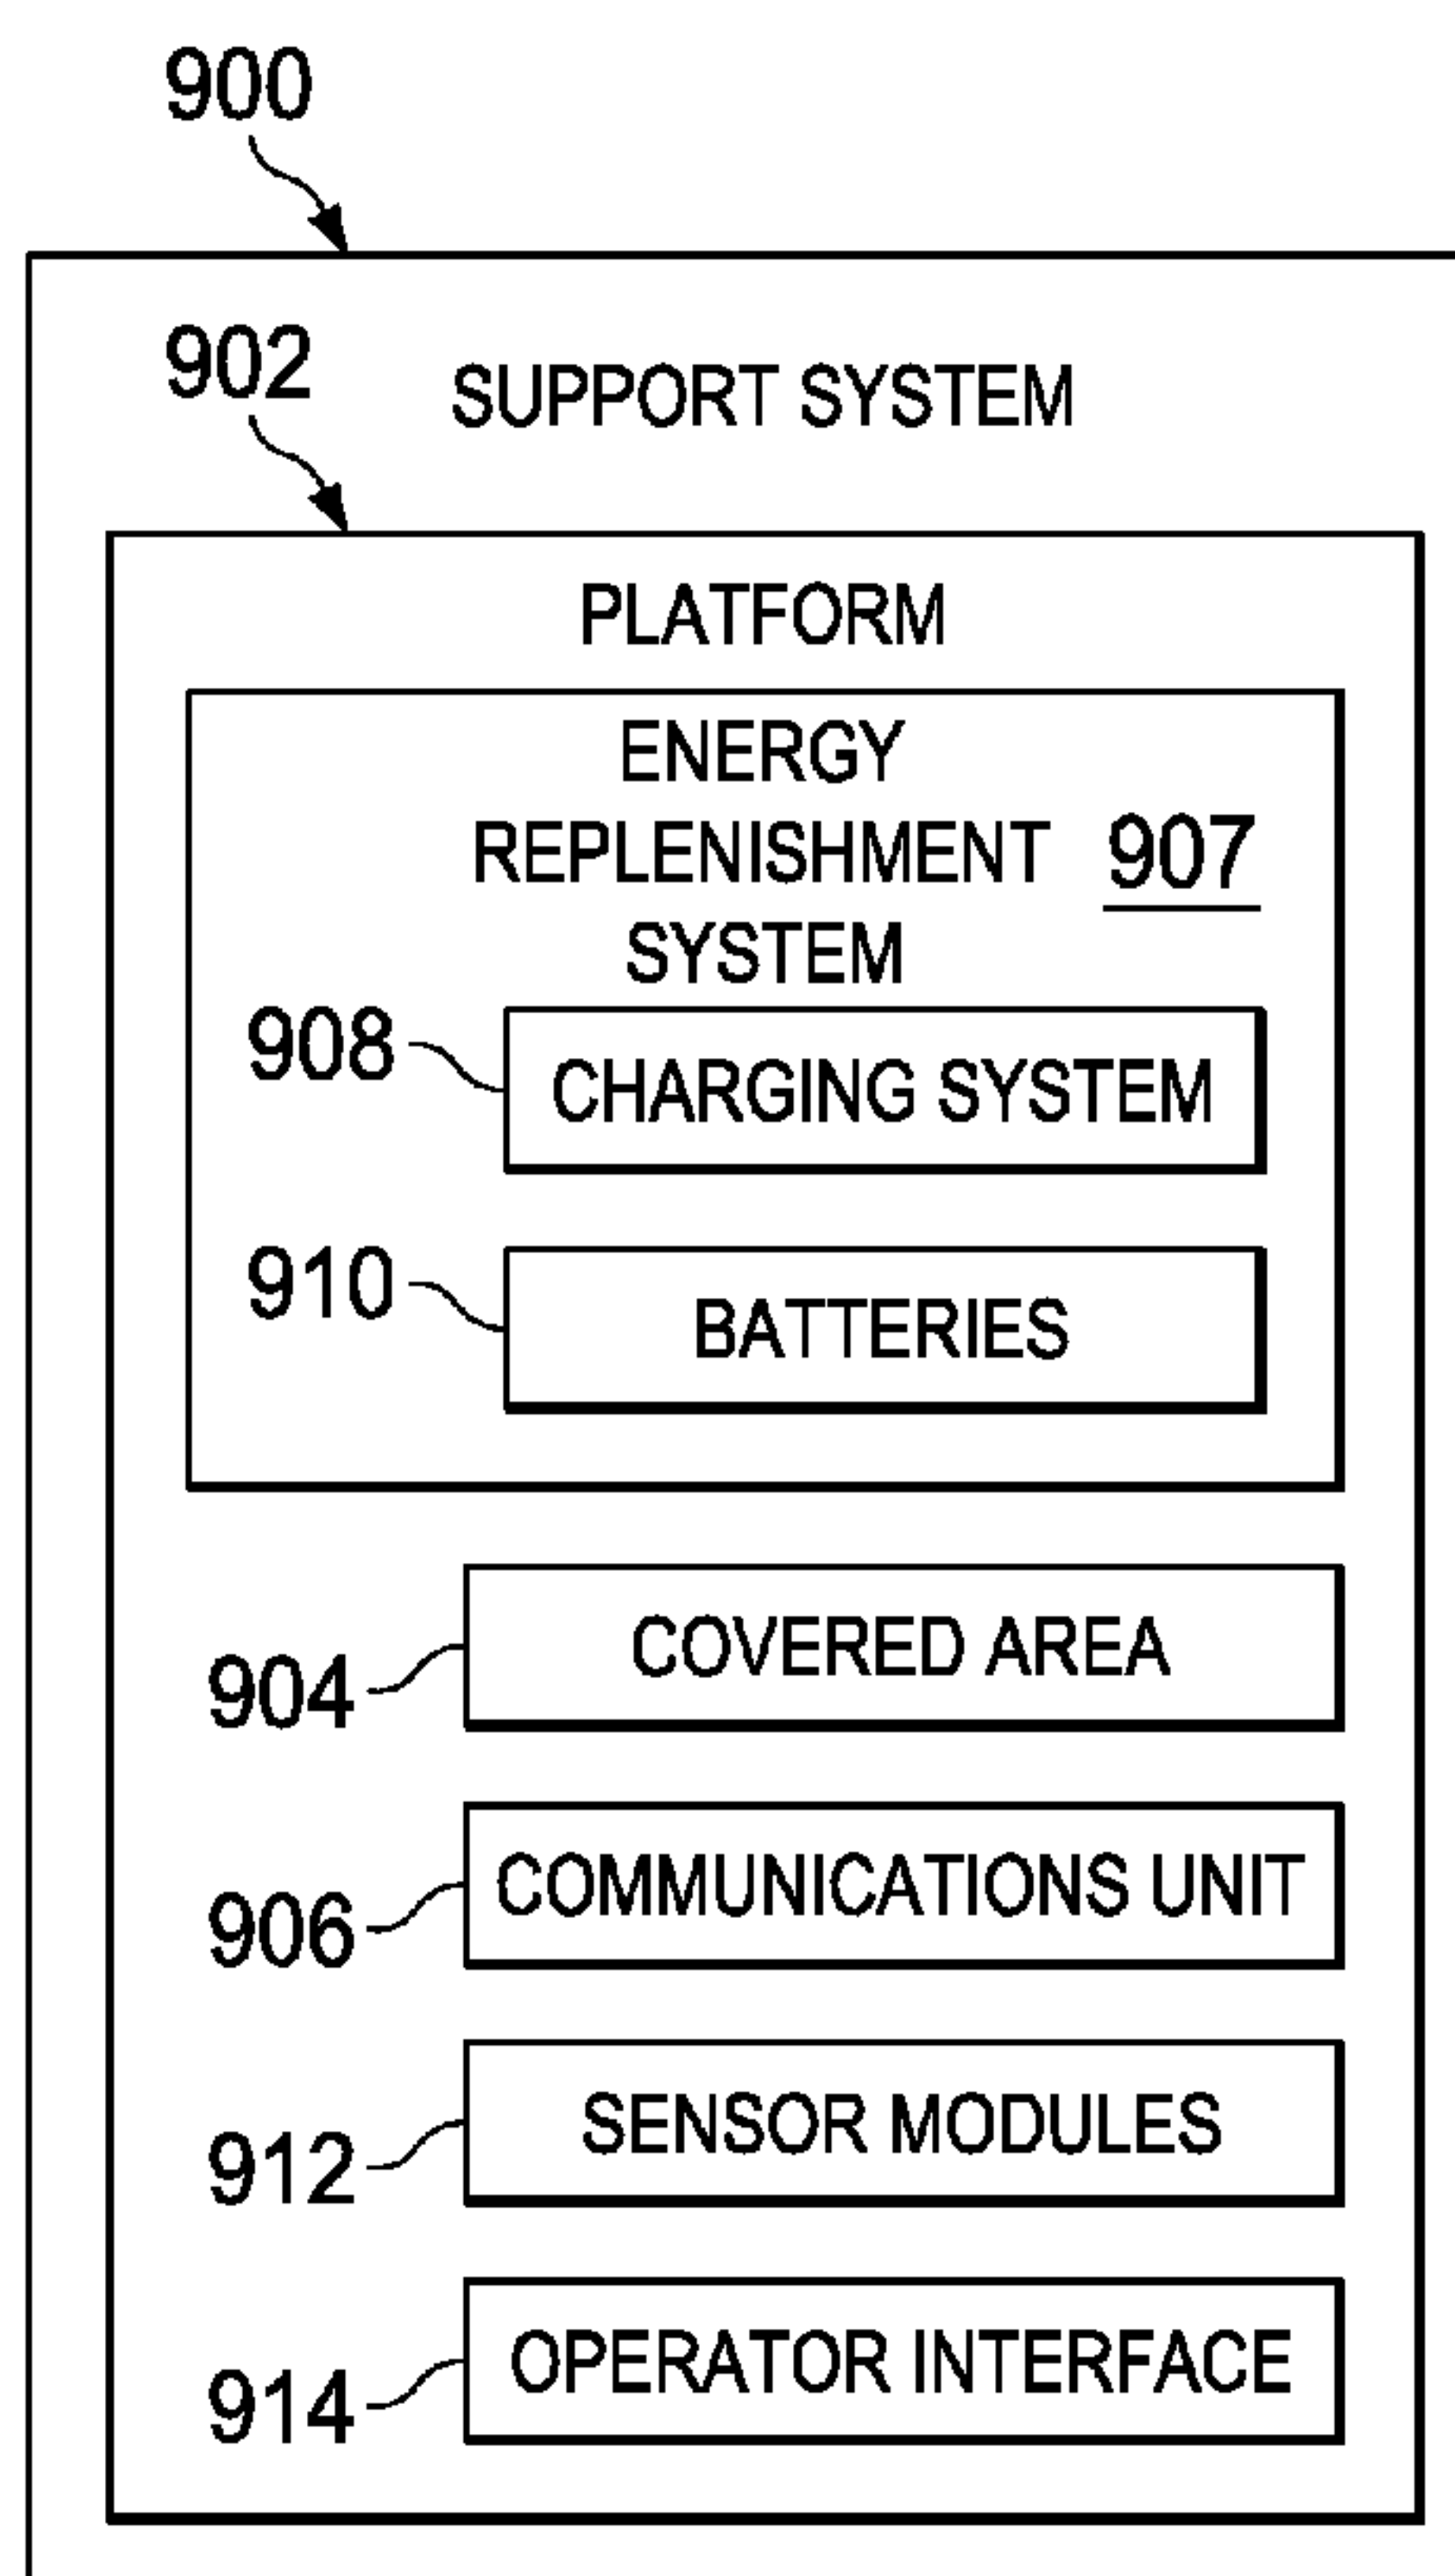 900
902
SUPPORT SYSTEM
PLATFORM
ENERGY
REPLENISHMENT 907
SYSTEM
908 CHARGING SYSTEM
910 BATTERIES
904 COVERED AREA
906 COMMUNICATIONS UNIT
912 SENSOR MODULES
914 OPERATOR INTERFACE